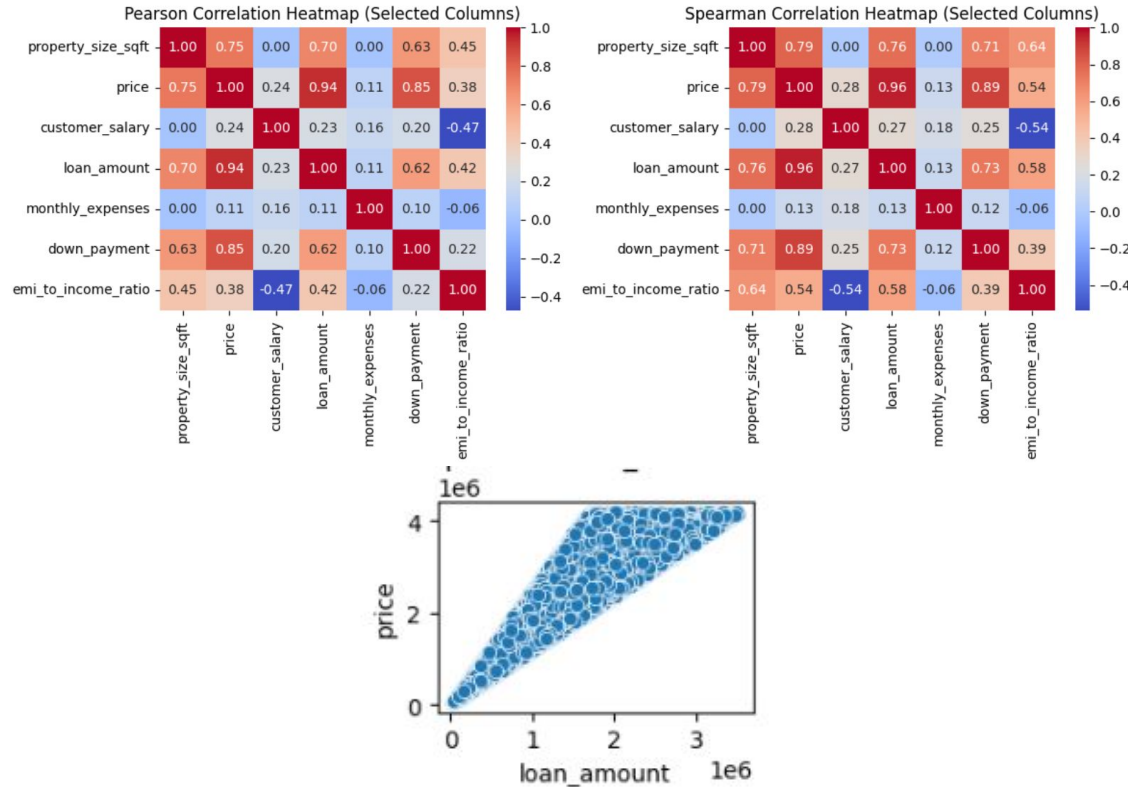 Pearson Correlation Heatmap (Selected Columns)
property_size_sqft 1.00 0.75 0.00 0.70 0.00 0.63 0.45
price 0.75 1.00 0.24 0.94 0.11 0.85 0.38
customer_salary 0.00 0.24 1.00 0.23 0.16 0.20 -0.47
loan_amount 0.70 0.94 0.23 1.00 0.11 0.62 0.42
monthly_expenses 0.00 0.11 0.16 0.11 1.00 0.10 -0.06
down_payment 0.63 0.85 0.20 0.62 0.10 1.00 0.22
emi_to_income_ratio 0.45 0.38 -0.47 0.42 -0.06 0.22 1.00
property_size_sqft
price
customer_salary
loan_amount
monthly_expenses
down_payment
emi_to_income_ratio
1.0
0.8
0.6
0.4
0.2
0.0
-0.2
-0.4
Spearman Correlation Heatmap (Selected Columns)
property_size_sqft 1.00 0.79 0.00 0.76 0.00 0.71 0.64
price 0.79 1.00 0.28 0.96 0.13 0.89 0.54
customer_salary 0.00 0.28 1.00 0.27 0.18 0.25 -0.54
loan_amount 0.76 0.96 0.27 1.00 0.13 0.73 0.58
monthly_expenses 0.00 0.13 0.18 0.13 1.00 0.12 -0.06
down_payment 0.71 0.89 0.25 0.73 0.12 1.00 0.39
emi_to_income_ratio 0.64 0.54 -0.54 0.58 -0.06 0.39 1.00
property_size_sqft
price
customer_salary
loan_amount
monthly_expenses
down_payment
emi_to_income_ratio
1.0
0.8
0.6
0.4
0.2
0.0
-0.2
-0.4
1e6
4
2
0
price
0 1 2 3
loan_amount 1e6